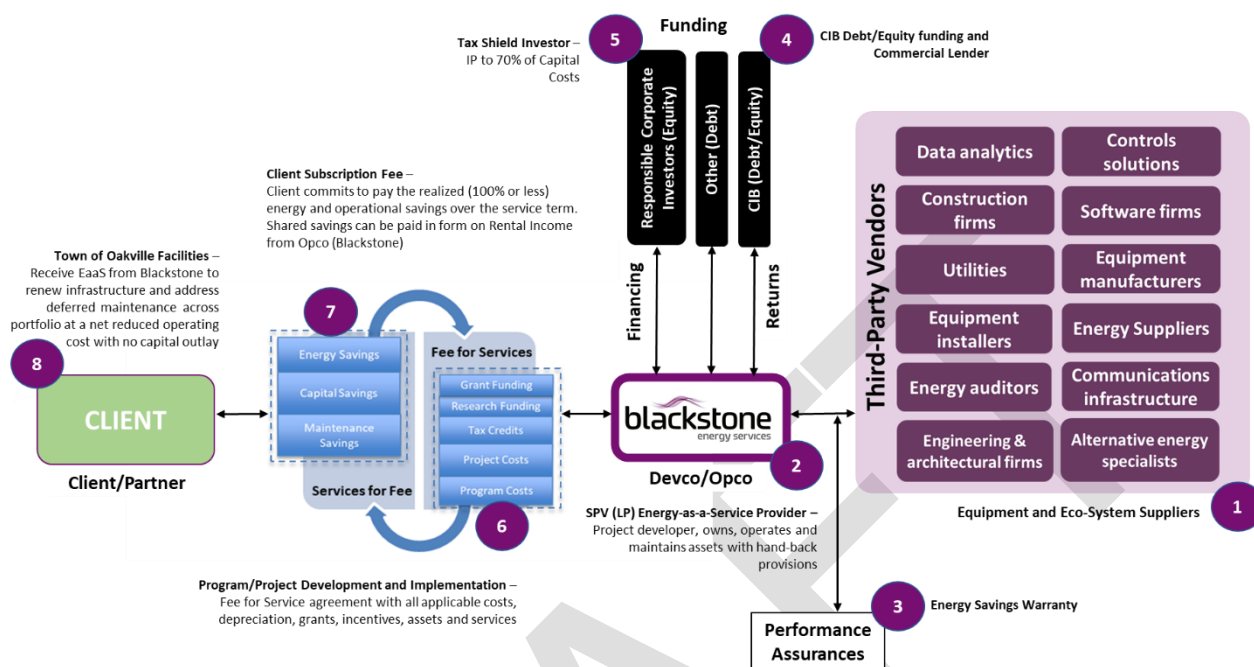 Funding
Tax Shield Investor –
IP to 70% of Capital
Costs
5
4
CIB Debt/Equity funding and
Commercial Lender
Responsible Corporate
Investors (Equity)
Other (Debt)
CIB (Debt/Equity)
Financing
Returns
Client Subscription Fee –
Client commits to pay the realized (100% or less)
energy and operational savings over the service term.
Shared savings can be paid in form on Rental Income
from Opco (Blackstone)
Town of Oakville Facilities –
Receive EaaS from Blackstone to
renew infrastructure and address
deferred maintenance across
portfolio at a net reduced operating
cost with no capital outlay
8
CLIENT
Client/Partner
7
Energy Savings
Capital Savings
Maintenance
Savings
Services for Fee
Fee for Services
Grant Funding
Research Funding
Tax Credits
Project Costs
Program Costs
6
Program/Project Development and Implementation –
Fee for Service agreement with all applicable costs,
depreciation, grants, incentives, assets and services
blackstone
energy services
Devco/Opco
2
SPV (LP) Energy-as-a-Service Provider –
Project developer, owns, operates and
maintains assets with hand-back
provisions
Third-Party Vendors
Data analytics
Controls
solutions
Construction
firms
Software firms
Utilities
Equipment
manufacturers
Equipment
installers
Energy Suppliers
Energy auditors
Communications
infrastructure
Engineering &
architectural firms
Alternative energy
specialists
Equipment and Eco-System Suppliers
1
3
Energy Savings Warranty
Performance
Assurances